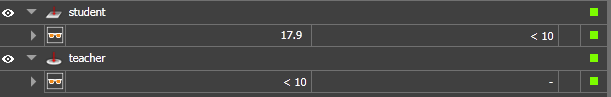 student
17.9 < 10
teacher
< 10 -